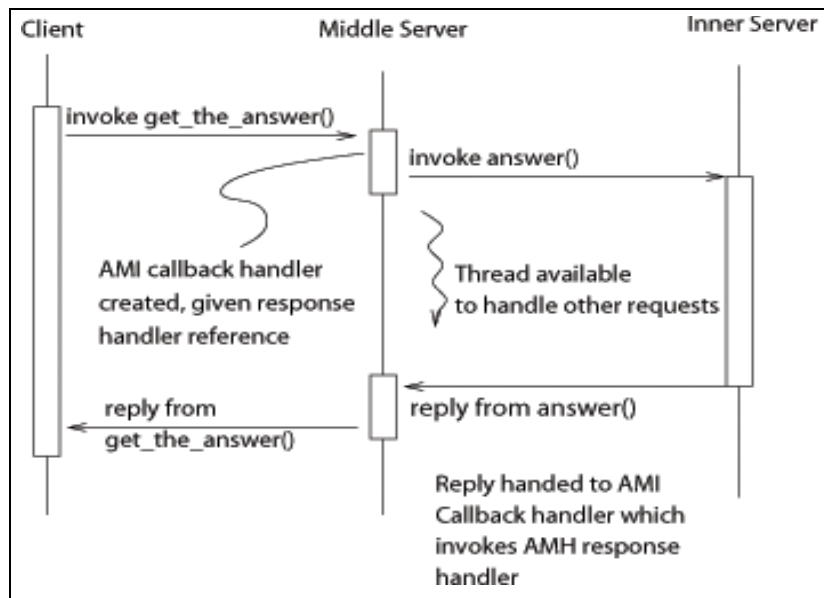 Client
Middle Server
Inner Server
invoke get_the_answer()
invoke answer()
AMI callback handler
created, given response
handler reference
Thread available
to handle other requests
reply from
get_the_answer()
reply from answer()
Reply handed to AMI
Callback handler which
invokes AMH response
handler